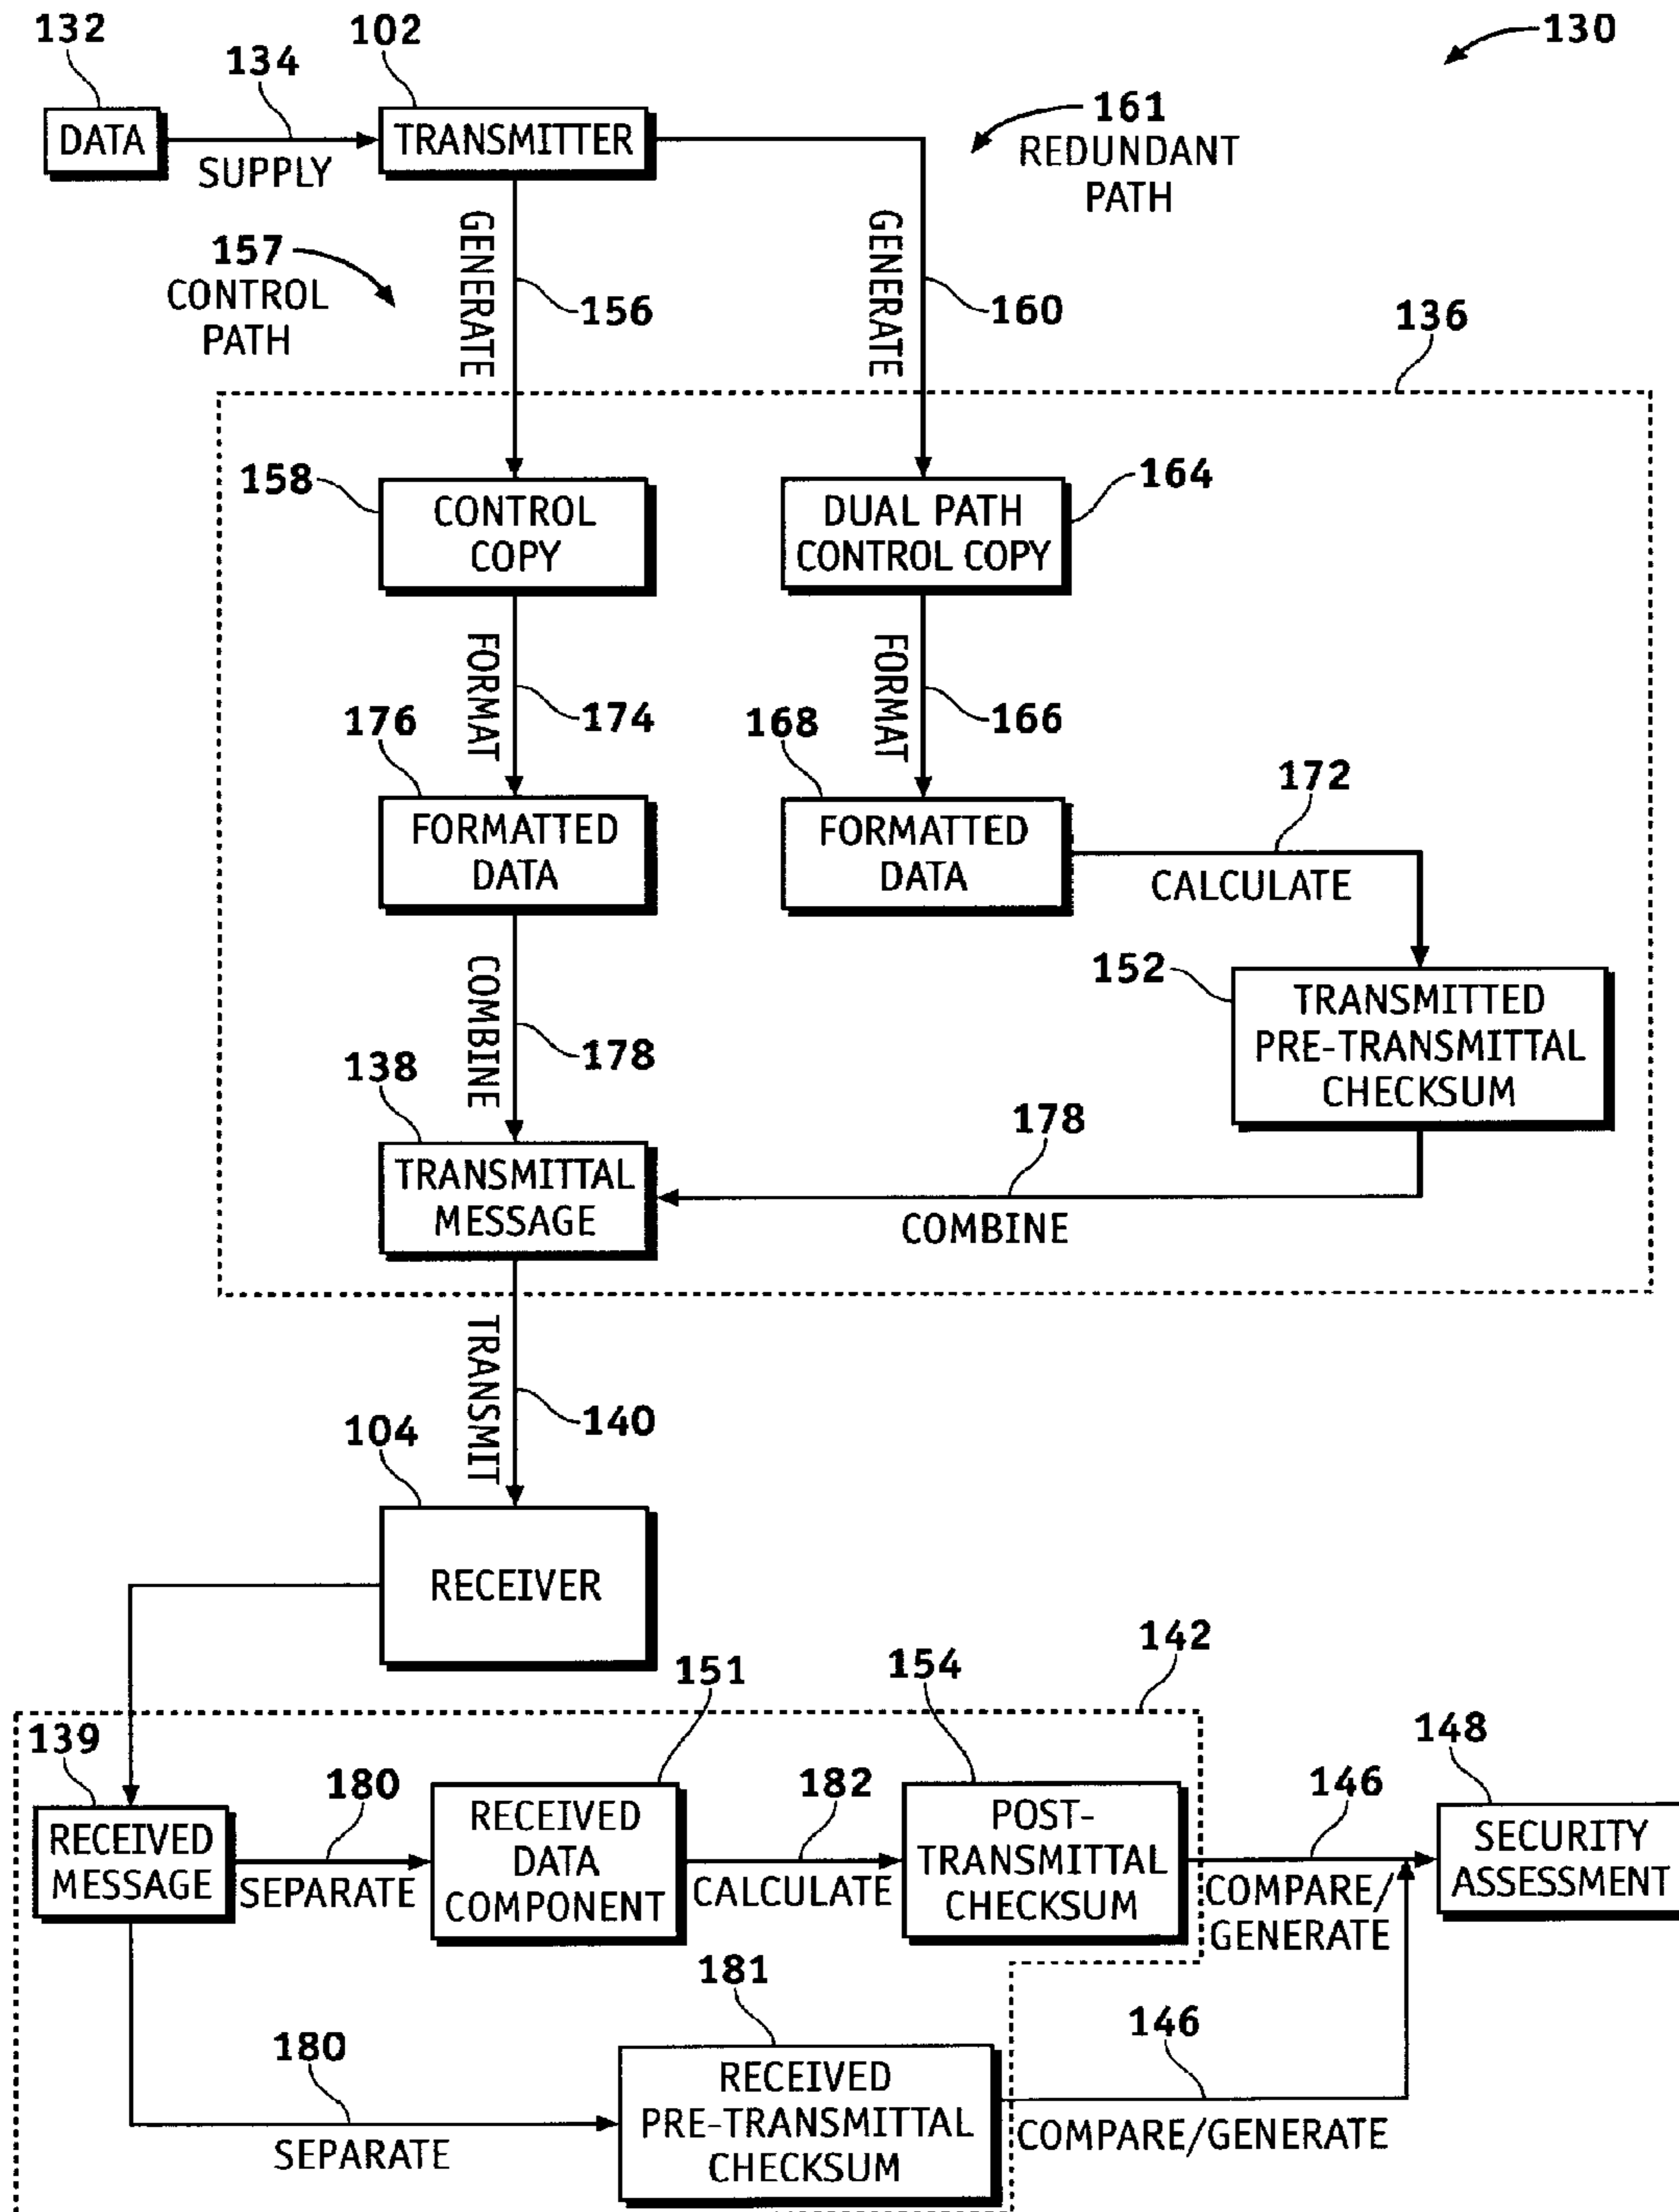 132
134
102
130
DATA
SUPPLY
TRANSMITTER
161
REDUNDANT
PATH
157
CONTROL
PATH
GENERATE
156
GENERATE
160
136
158
CONTROL
COPY
DUAL PATH
CONTROL COPY
164
FORMAT
174
FORMAT
166
176
FORMATTED
DATA
168
FORMATTED
DATA
172
CALCULATE
152
TRANSMITTED
PRE-TRANSMITTAL
CHECKSUM
COMBINE
178
138
TRANSMITTAL
MESSAGE
178
COMBINE
TRANSMIT
140
104
RECEIVER
142
139
RECEIVED
MESSAGE
180
SEPARATE
151
RECEIVED
DATA
COMPONENT
182
CALCULATE
154
POST-
TRANSMITTAL
CHECKSUM
146
COMPARE/
GENERATE
148
SECURITY
ASSESSMENT
180
SEPARATE
181
RECEIVED
PRE-TRANSMITTAL
CHECKSUM
146
COMPARE/GENERATE